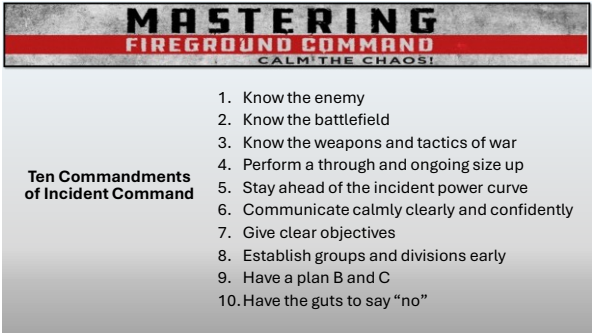 MASTERING
FIREGROUND COMMAND
CALM THE CHAOS!
Ten Commandments
of Incident Command
1. Know the enemy
2. Know the battlefield
3. Know the weapons and tactics of war
4. Perform a through and ongoing size up
5. Stay ahead of the incident power curve
6. Communicate calmly clearly and confidently
7. Give clear objectives
8. Establish groups and divisions early
9. Have a plan B and C
10. Have the guts to say “no”